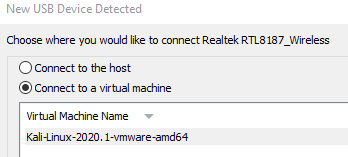 New USB Device Detected
Choose where you would like to connect Realtek RTL8187_Wireless
Connect to the host
Connect to a virtual machine
Virtual Machine Name
Kali-Linux-2020.1-vmware-amd64